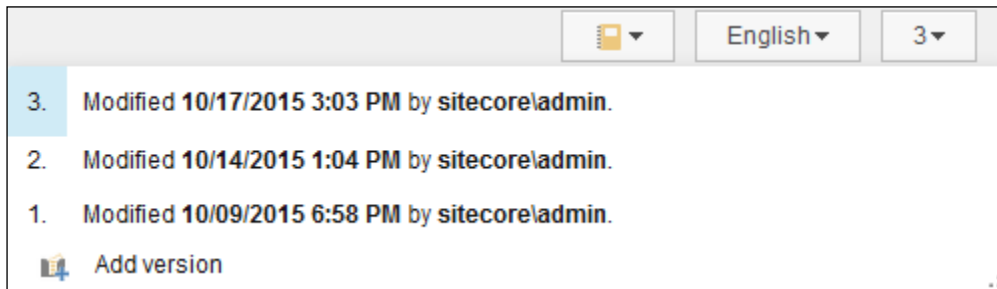 English 3
3. Modified 10/17/2015 3:03 PM by sitecore\admin.
2. Modified 10/14/2015 1:04 PM by sitecore\admin.
1. Modified 10/09/2015 6:58 PM by sitecore\admin.
Add version